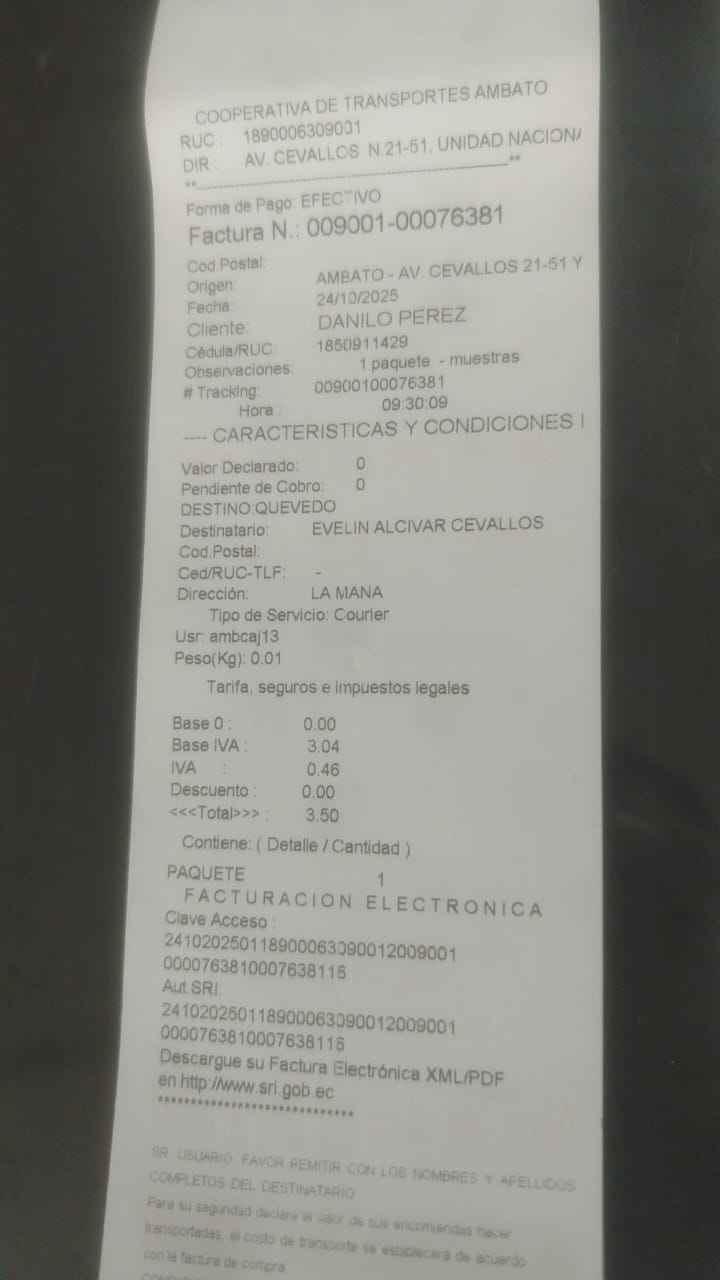 COOPERATIVA DE TRANSPORTES AMBATO
RUC : 1890006309001
DIR : AV. CEVALLOS N.21-51, UNIDAD NACIONA
**______**
Forma de Pago: EFECTIVO
Factura N.: 009001-00076381
Cod.Postal:
Origen: AMBATO - AV. CEVALLOS 21-51 Y
Fecha: 24/10/2025
Cliente: DANILO PEREZ
Cédula/RUC: 1850911429
Observaciones: 1 paquete - muestras
# Tracking: 00900100076381
Hora : 09:30:09
---- CARACTERISTICAS Y CONDICIONES
Valor Declarado: 0
Pendiente de Cobro: 0
DESTINO:QUEVEDO
Destinatario: EVELIN ALCIVAR CEVALLOS
Cod.Postal:
Ced/RUC-TLF: -
Dirección: LA MANA
Tipo de Servicio: Courier
Usr: ambcaj13
Peso(Kg): 0.01
Tarifa, seguros e impuestos legales
Base 0 : 0.00
Base IVA : 3.04
IVA : 0.46
Descuento : 0.00
<<<Total>>> : 3.50
Contiene: ( Detalle / Cantidad )
PAQUETE 1
FACTURACION ELECTRONICA
Clave Acceso :
241020250118900063090012009001
0000763810007638116
Aut.SRI:
241020250118900063090012009001
0000763810007638116
Descargue su Factura Electrónica XML/PDF
en http://www.sri.gob.ec
****************************
SR. USUARIO: FAVOR REMITIR CON LOS NOMBRES Y APELLIDOS
COMPLETOS DEL DESTINATARIO
Para su seguridad declare el valor de sus encomiendas hacer
transportadas, el costo de transporte se establecerá de acuerdo
con la factura de compra.